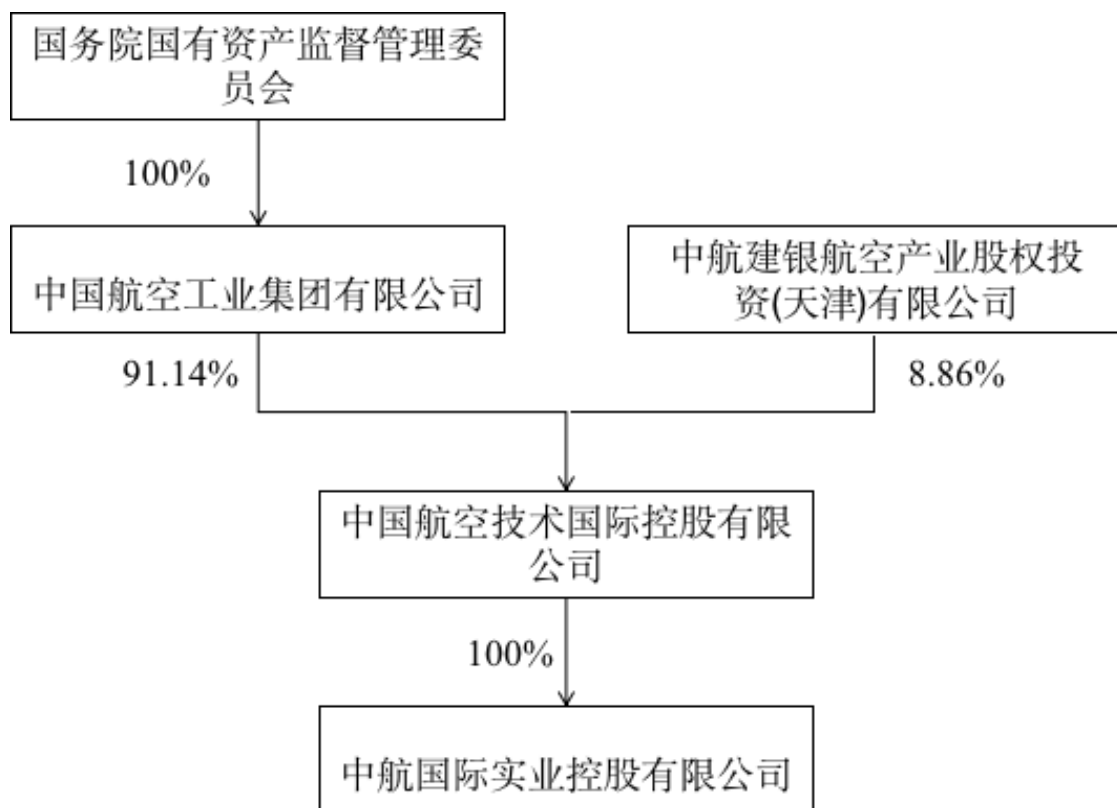 国务院国有资产监督管理委
员会
100%
中国航空工业集团有限公司
中航建银航空产业股权投
资(天津)有限公司
91.14%
8.86%
中国航空技术国际控股有限
公司
100%
中航国际实业控股有限公司